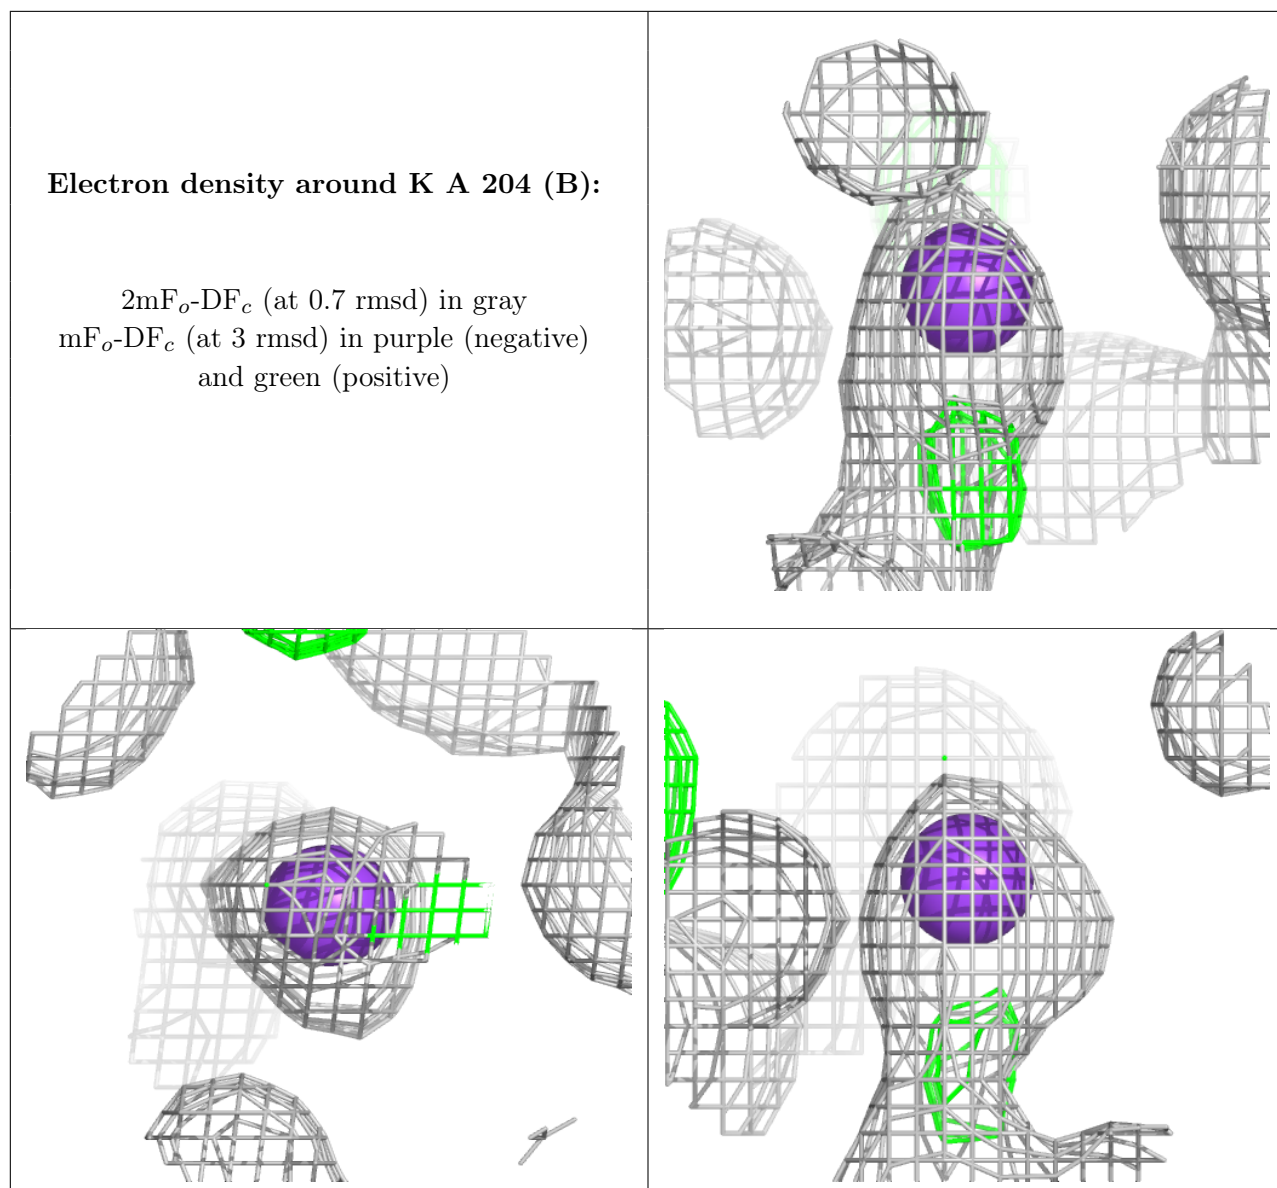 Electron density around K A 204 (B):
2mFₒ-DF𝒸 (at 0.7 rmsd) in gray
mFₒ-DF𝒸 (at 3 rmsd) in purple (negative)
and green (positive)